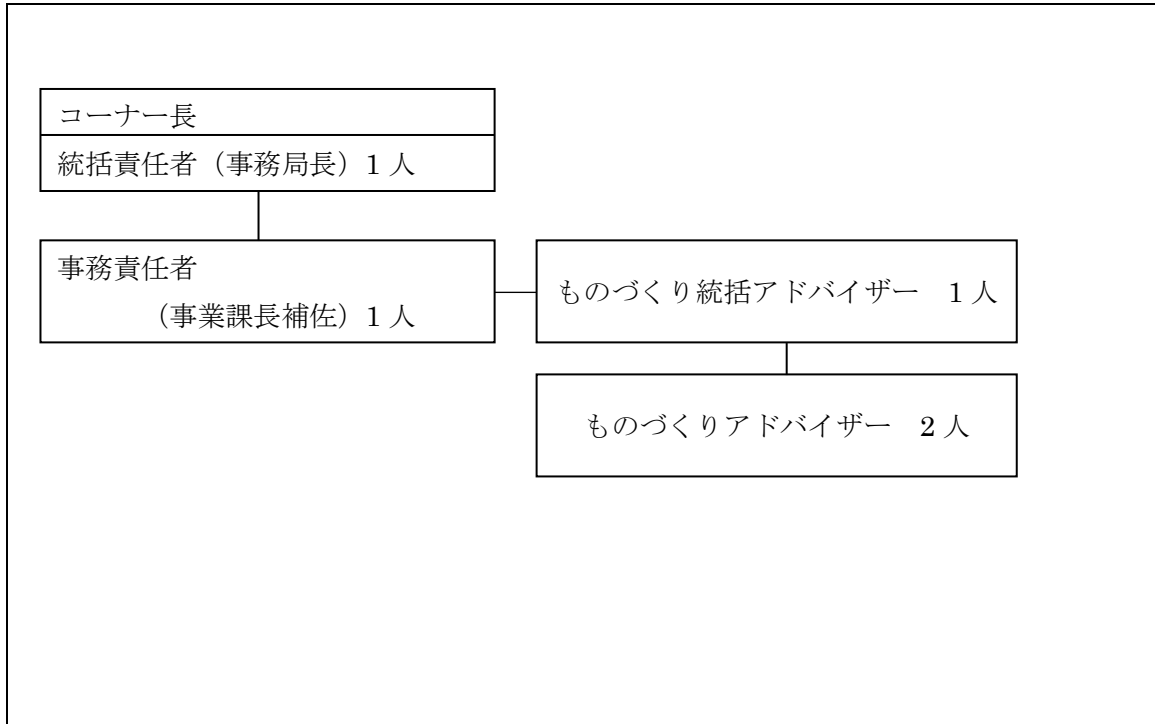 コーナー長
統括責任者（事務局長）1人
事務責任者
（事業課長補佐）1人
ものづくり統括アドバイザー　1人
ものづくりアドバイザー　2人